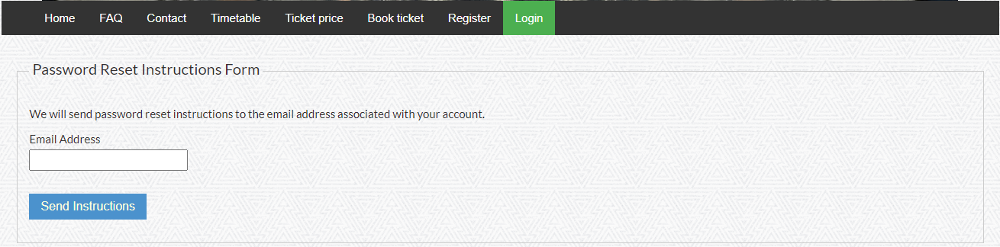 Home FAQ Contact Timetable Ticket price Book ticket Register Login
Password Reset Instructions Form
We will send password reset instructions to the email address associated with your account.
Email Address
Send Instructions